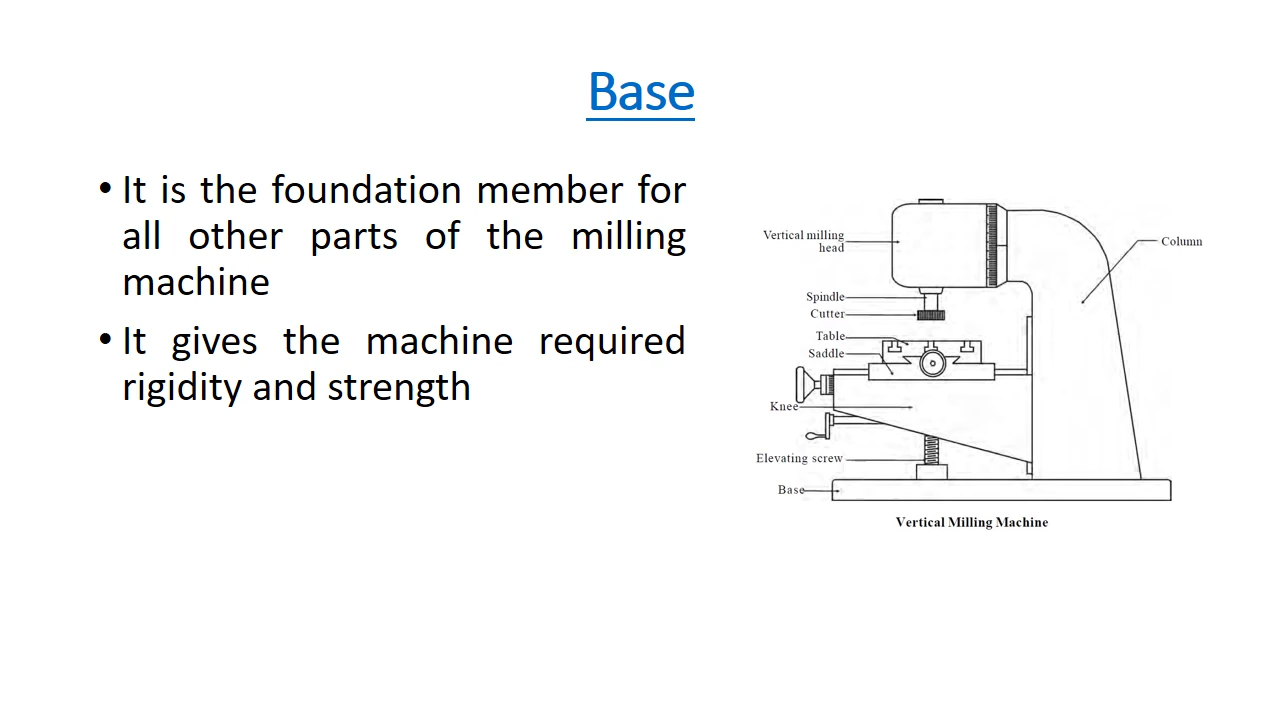 Base
• It is the foundation member for
all other parts of the milling
machine
• It gives the machine required
rigidity and strength
Vertical milling
head
Column
Spindle
Cutter
Table
Saddle
Knee
Elevating screw
Base
Vertical Milling Machine